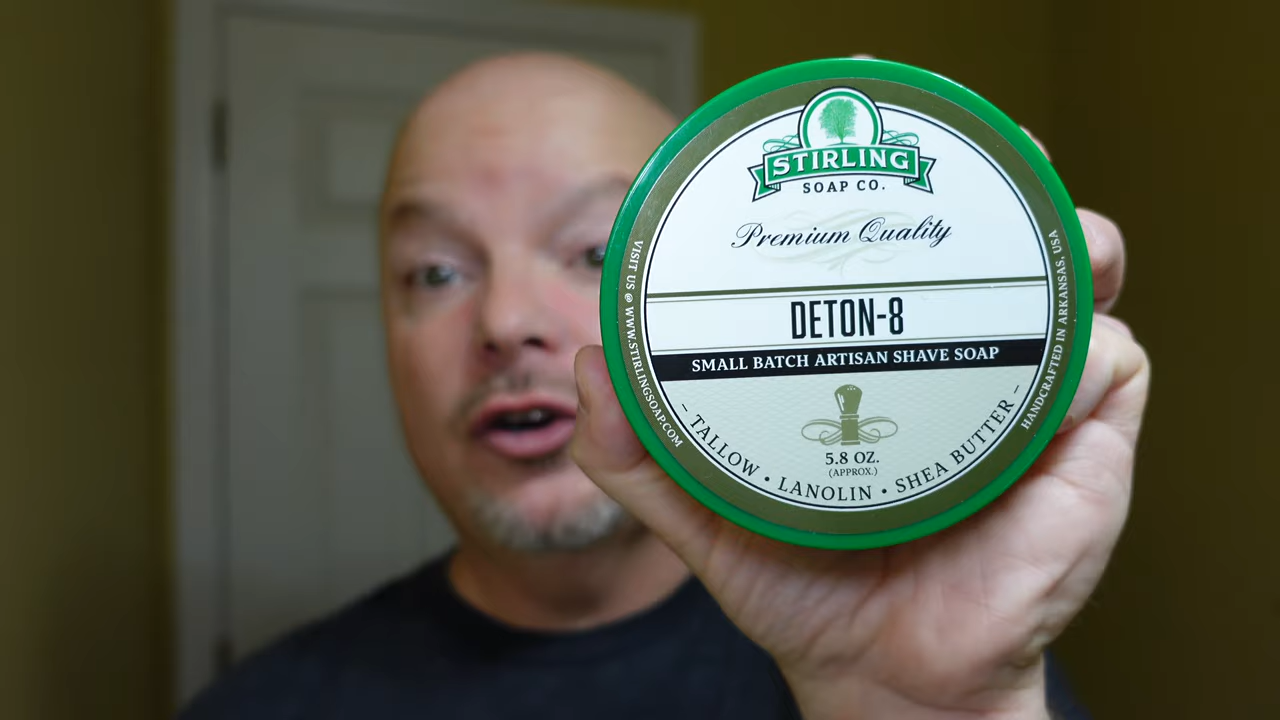 STIRLING
SOAP CO.
Premium Quality
DETON-8
SMALL BATCH ARTISAN SHAVE SOAP
5.8 OZ.
(APPROX.)
- TALLOW • LANOLIN • SHEA BUTTER -
VISIT US @ WWW.STIRLINGSOAP.COM
HANDCRAFTED IN ARKANSAS, USA